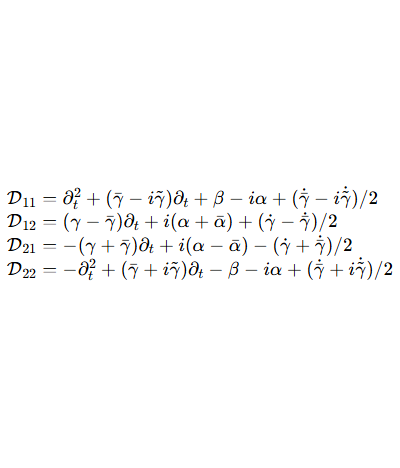 𝒟₁₁ = ∂ₜ² + (γ̄ − iγ̃)∂ₜ + β − iα + (γ̄̇ − iγ̃̇)/2
𝒟₁₂ = (γ − γ̄)∂ₜ + i(α + ᾱ) + (γ̇ − γ̄̇)/2
𝒟₂₁ = −(γ + γ̄)∂ₜ + i(α − ᾱ) − (γ̇ + γ̄̇)/2
𝒟₂₂ = −∂ₜ² + (γ̄ + iγ̃)∂ₜ − β − iα + (γ̄̇ + iγ̃̇)/2